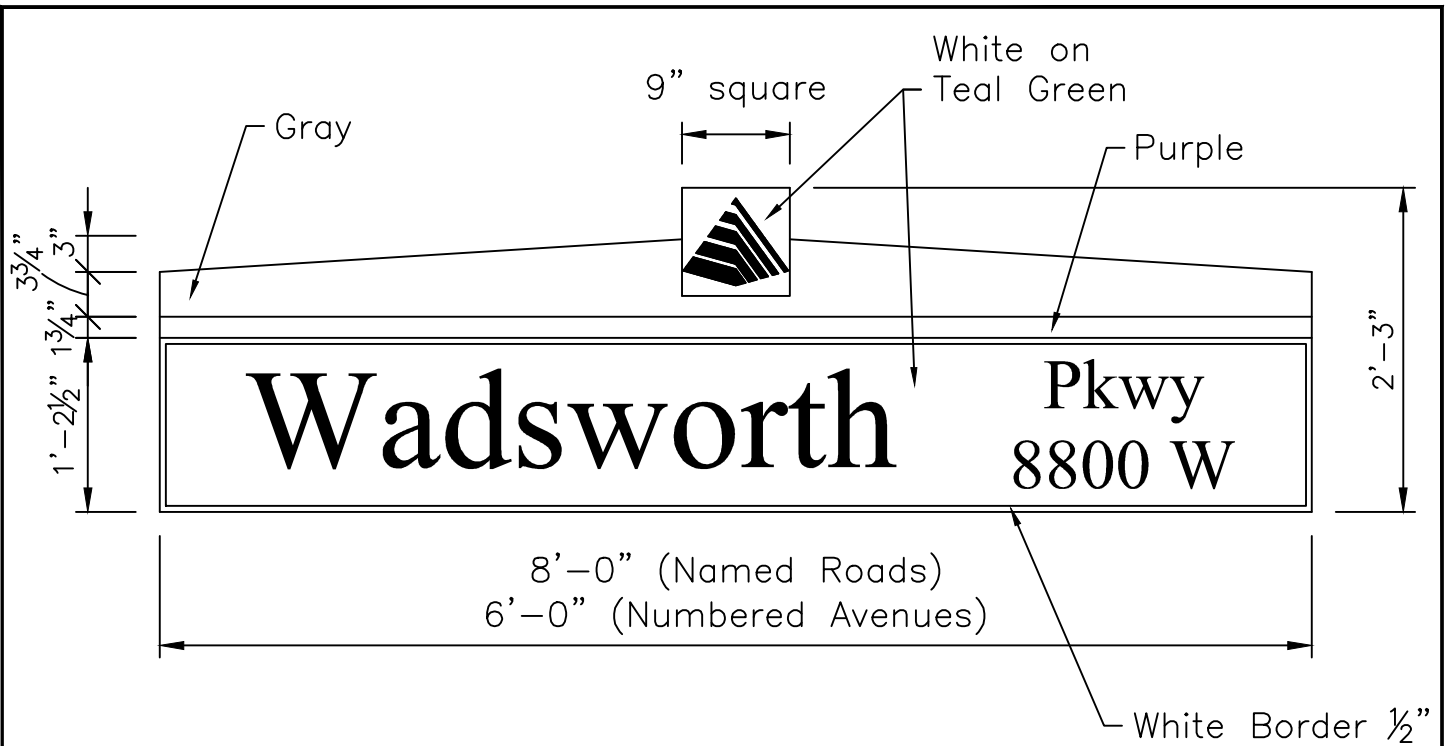 White on
Teal Green
9” square
Gray
Purple
3”
3¾”
1¾”
1’-2½”
2’-3”
Wadsworth
Pkwy
8800 W
8’-0” (Named Roads)
6’-0” (Numbered Avenues)
White Border ½”